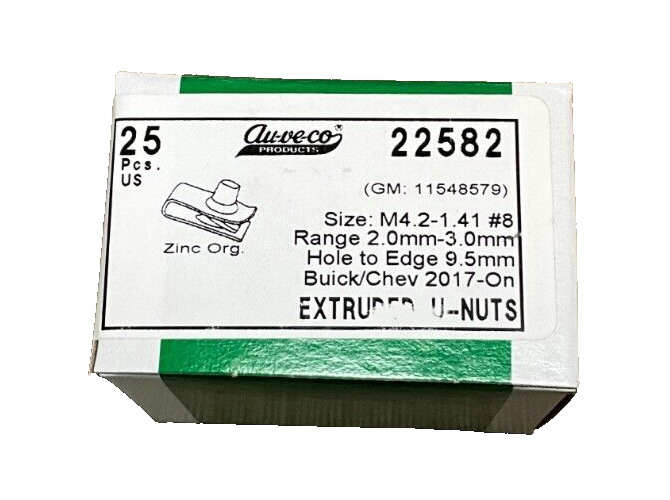 25
Pcs.
US
Au-ve-co®
PRODUCTS
22582
(GM: 11548579)
Zinc Org.
Size: M4.2-1.41 #8
Range 2.0mm-3.0mm
Hole to Edge 9.5mm
Buick/Chev 2017-On
EXTRUDED U-NUTS